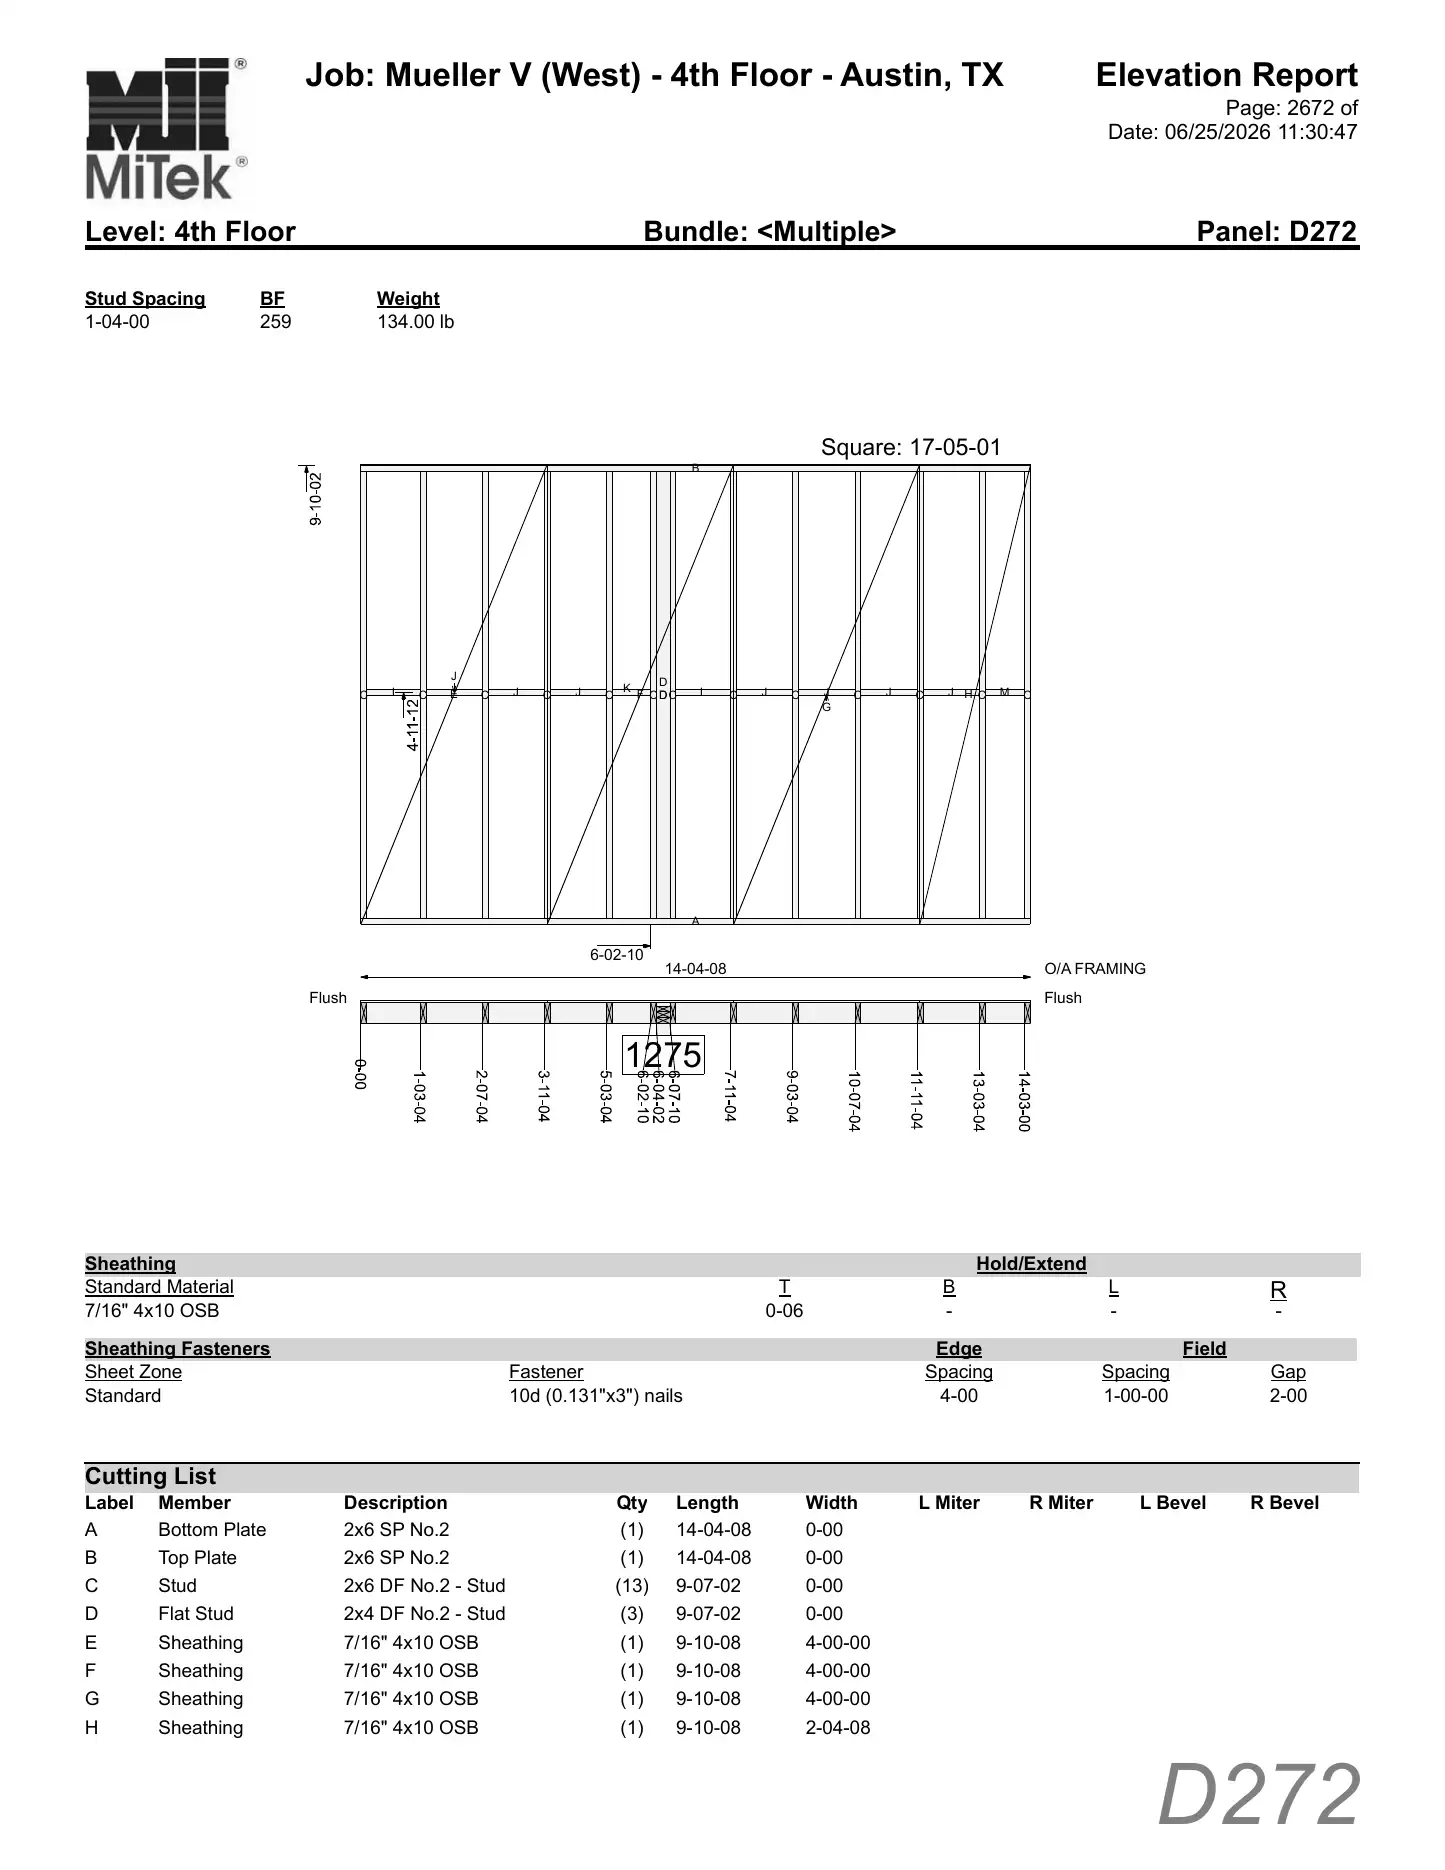 Job: Mueller V (West) - 4th Floor - Austin, TX
Elevation Report
Page: 2672 of
Date: 06/25/2026 11:30:47
MiTek®
Level: 4th Floor Bundle: <Multiple> Panel: D272
Stud Spacing BF Weight
1-04-00 259 134.00 lb
Square: 17-05-01
B
9-10-02
J
I E J J K F D I J J J J H M
D
G
4-11-12
A
6-02-10
14-04-08 O/A FRAMING
Flush Flush
1275
0-00 1-03-04 2-07-04 3-11-04 5-03-04 6-02-10 6-04-02 6-07-10 7-11-04 9-03-04 10-07-04 11-11-04 13-03-04 14-03-00
Sheathing Hold/Extend
Standard Material T B L R
7/16" 4x10 OSB 0-06 - - -
Sheathing Fasteners Edge Field
Sheet Zone Fastener Spacing Spacing Gap
Standard 10d (0.131"x3") nails 4-00 1-00-00 2-00
Cutting List
Label Member Description Qty Length Width L Miter R Miter L Bevel R Bevel
A Bottom Plate 2x6 SP No.2 (1) 14-04-08 0-00
B Top Plate 2x6 SP No.2 (1) 14-04-08 0-00
C Stud 2x6 DF No.2 - Stud (13) 9-07-02 0-00
D Flat Stud 2x4 DF No.2 - Stud (3) 9-07-02 0-00
E Sheathing 7/16" 4x10 OSB (1) 9-10-08 4-00-00
F Sheathing 7/16" 4x10 OSB (1) 9-10-08 4-00-00
G Sheathing 7/16" 4x10 OSB (1) 9-10-08 4-00-00
H Sheathing 7/16" 4x10 OSB (1) 9-10-08 2-04-08
D272